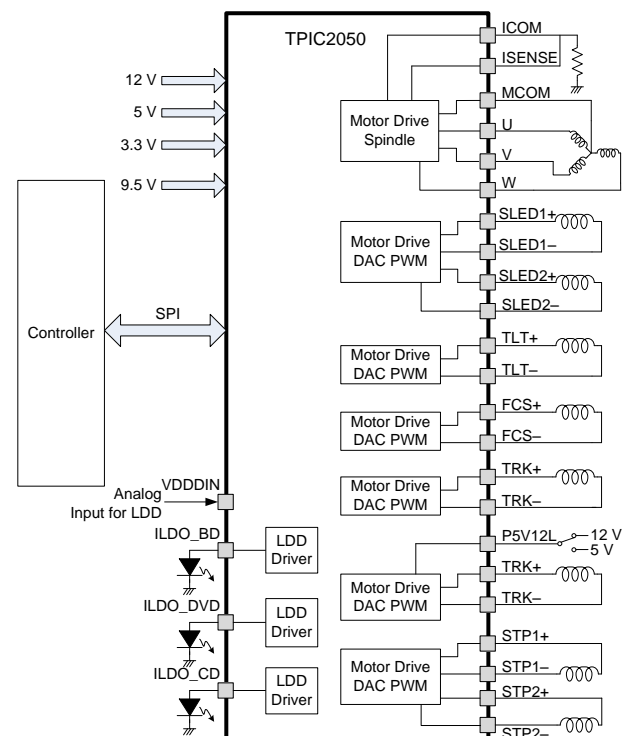 TPIC2050
12 V
5 V
3.3 V
9.5 V
Controller
SPI
VDDDIN
Analog
Input for LDD
ILDO_BD
LDD
Driver
ILDO_DVD
LDD
Driver
ILDO_CD
LDD
Driver
Motor Drive
Spindle
ICOM
ISENSE
MCOM
U
V
W
Motor Drive
DAC PWM
SLED1+
SLED1–
SLED2+
SLED2–
Motor Drive
DAC PWM
TLT+
TLT–
Motor Drive
DAC PWM
FCS+
FCS–
Motor Drive
DAC PWM
TRK+
TRK–
P5V12L
12 V
5 V
Motor Drive
DAC PWM
TRK+
TRK–
Motor Drive
DAC PWM
STP1+
STP1–
STP2+
STP2–